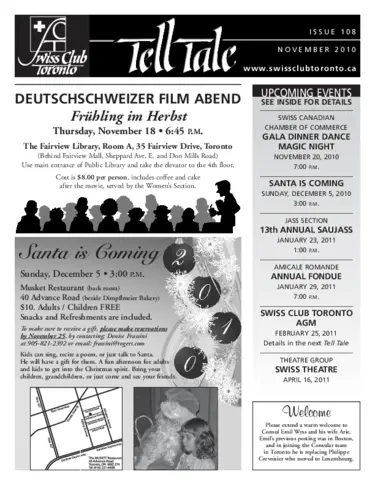 Swiss Club
Toronto
Tell Tale
ISSUE 108
NOVEMBER 2010
www.swissclubtoronto.ca
DEUTSCHSCHWEIZER FILM ABEND
Frühling im Herbst
Thursday, November 18 • 6:45 P.M.
The Fairview Library, Room A, 35 Fairview Drive, Toronto
(Behind Fairview Mall, Sheppard Ave. E. and Don Mills Road)
Use main entrance of Public Library and take the elevator to the 4th floor.
Cost is $8.00 per person, includes coffee and cake
after the movie, served by the Women's Section.
Santa is Coming
Sunday, December 5 • 3:00 P.M.
Musket Restaurant (back room)
40 Advance Road (beside Dimpflmeier Bakery)
$10. Adults / Children FREE
Snacks and Refreshments are included.
To make sure to receive a gift, please make reservations
by November 25, by contacting: Denise Frausini
at 905-821-2392 or email: frausini@rogers.com
Kids can sing, recite a poem, or just talk to Santa.
He will have a gift for them. A fun afternoon for adults
and kids to get into the Christmas spirit. Bring your
children, grandchildren, or just come and see your friends.
2
0
1
0
The MUSKET Restaurant
40 Advance Road
UPCOMING EVENTS
SEE INSIDE FOR DETAILS
SWISS CANADIAN
CHAMBER OF COMMERCE
GALA DINNER DANCE
MAGIC NIGHT
NOVEMBER 20, 2010
7:00 P.M.
SANTA IS COMING
SUNDAY, DECEMBER 5, 2010
3:00 P.M.
JASS SECTION
13th ANNUAL SAUJASS
JANUARY 23, 2011
1:00 P.M.
AMICALE ROMANDE
ANNUAL FONDUE
JANUARY 29, 2011
7:00 P.M.
SWISS CLUB TORONTO
AGM
FEBRUARY 25, 2011
Details in the next Tell Tale
THEATRE GROUP
SWISS THEATRE
APRIL 16, 2011
Welcome
Please extend a warm welcome to
Consul Emil Wyss and his wife Arie.
Emil's previous posting was in Boston,
and in joining the Consular team
in Toronto he is replacing Philippe
Crevoisier who moved to Luxembourg.